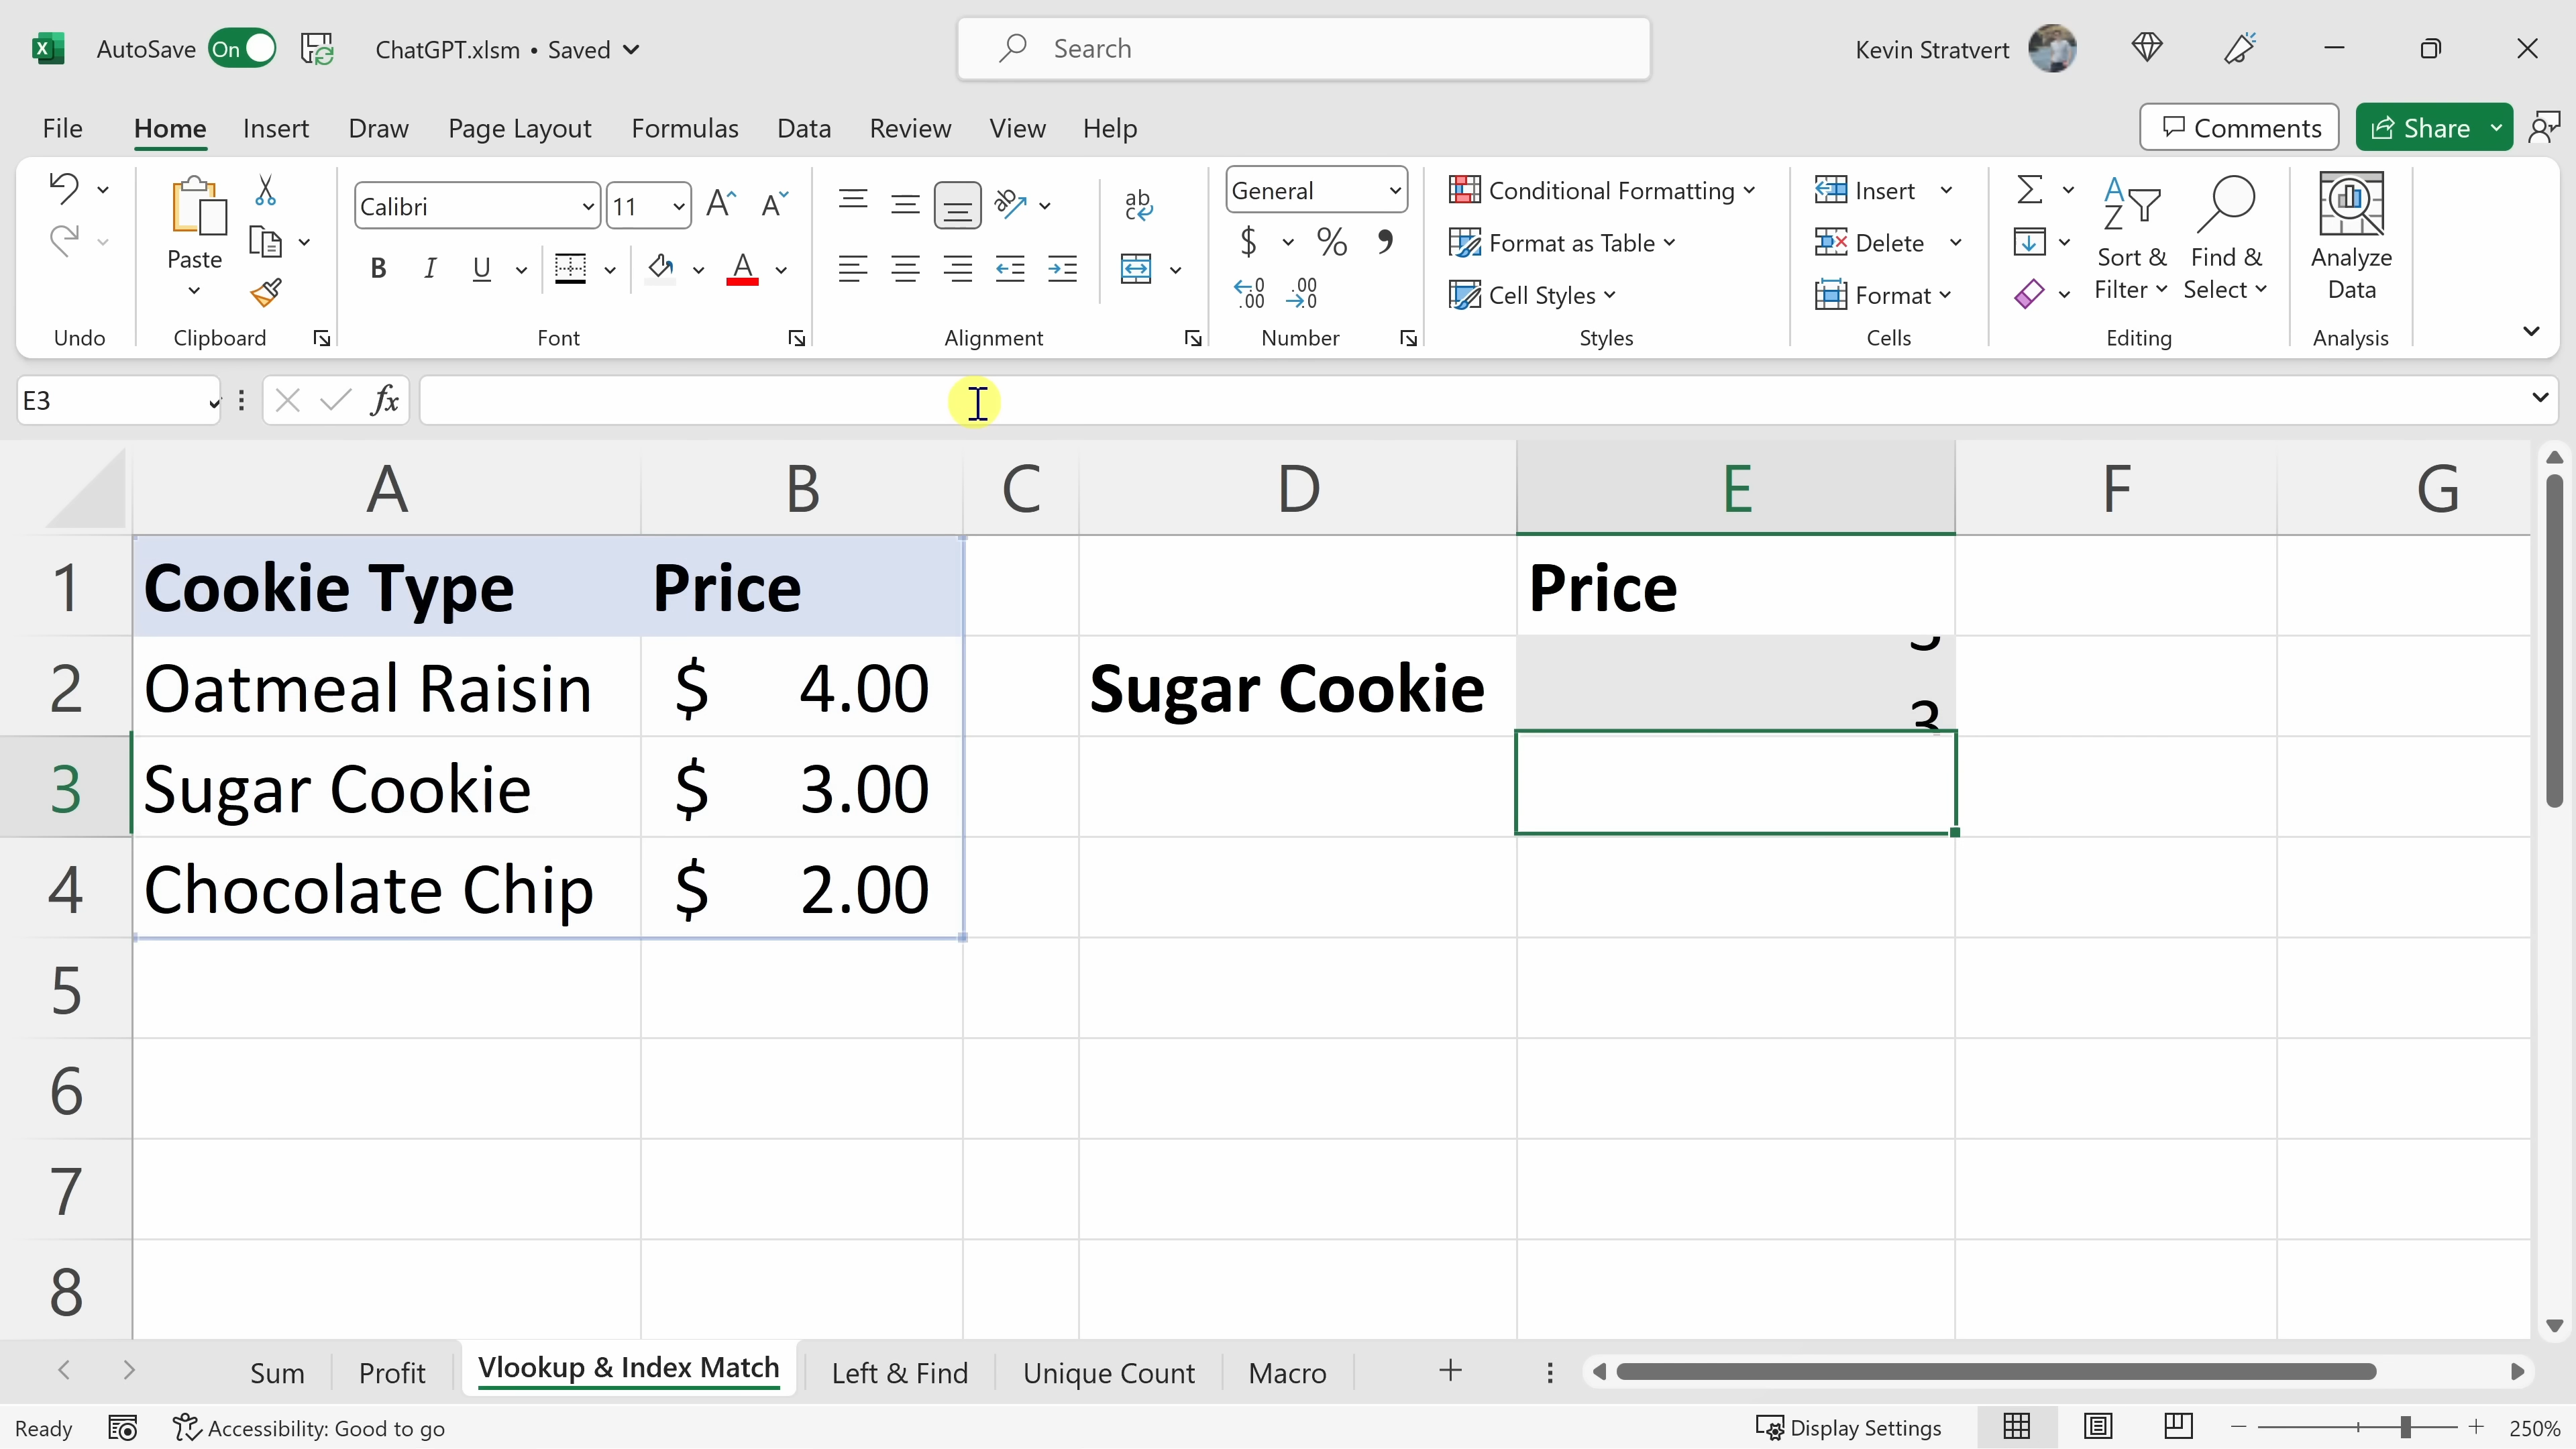 AutoSave On ChatGPT.xlsm • Saved Search Kevin Stratvert
File Home Insert Draw Page Layout Formulas Data Review View Help Comments Share
Calibri 11 General Conditional Formatting Insert
Paste B I U A $ % Format as Table Delete Sort & Filter Find & Select Analyze Data
Cell Styles Format
Undo Clipboard Font Alignment Number Styles Cells Editing Analysis
E3 fx
A B C D E F G
1 Cookie Type Price Price
2 Oatmeal Raisin $ 4.00 Sugar Cookie 3
3 Sugar Cookie $ 3.00
4 Chocolate Chip $ 2.00
5
6
7
8
Sum Profit Vlookup & Index Match Left & Find Unique Count Macro
Ready Accessibility: Good to go Display Settings 250%